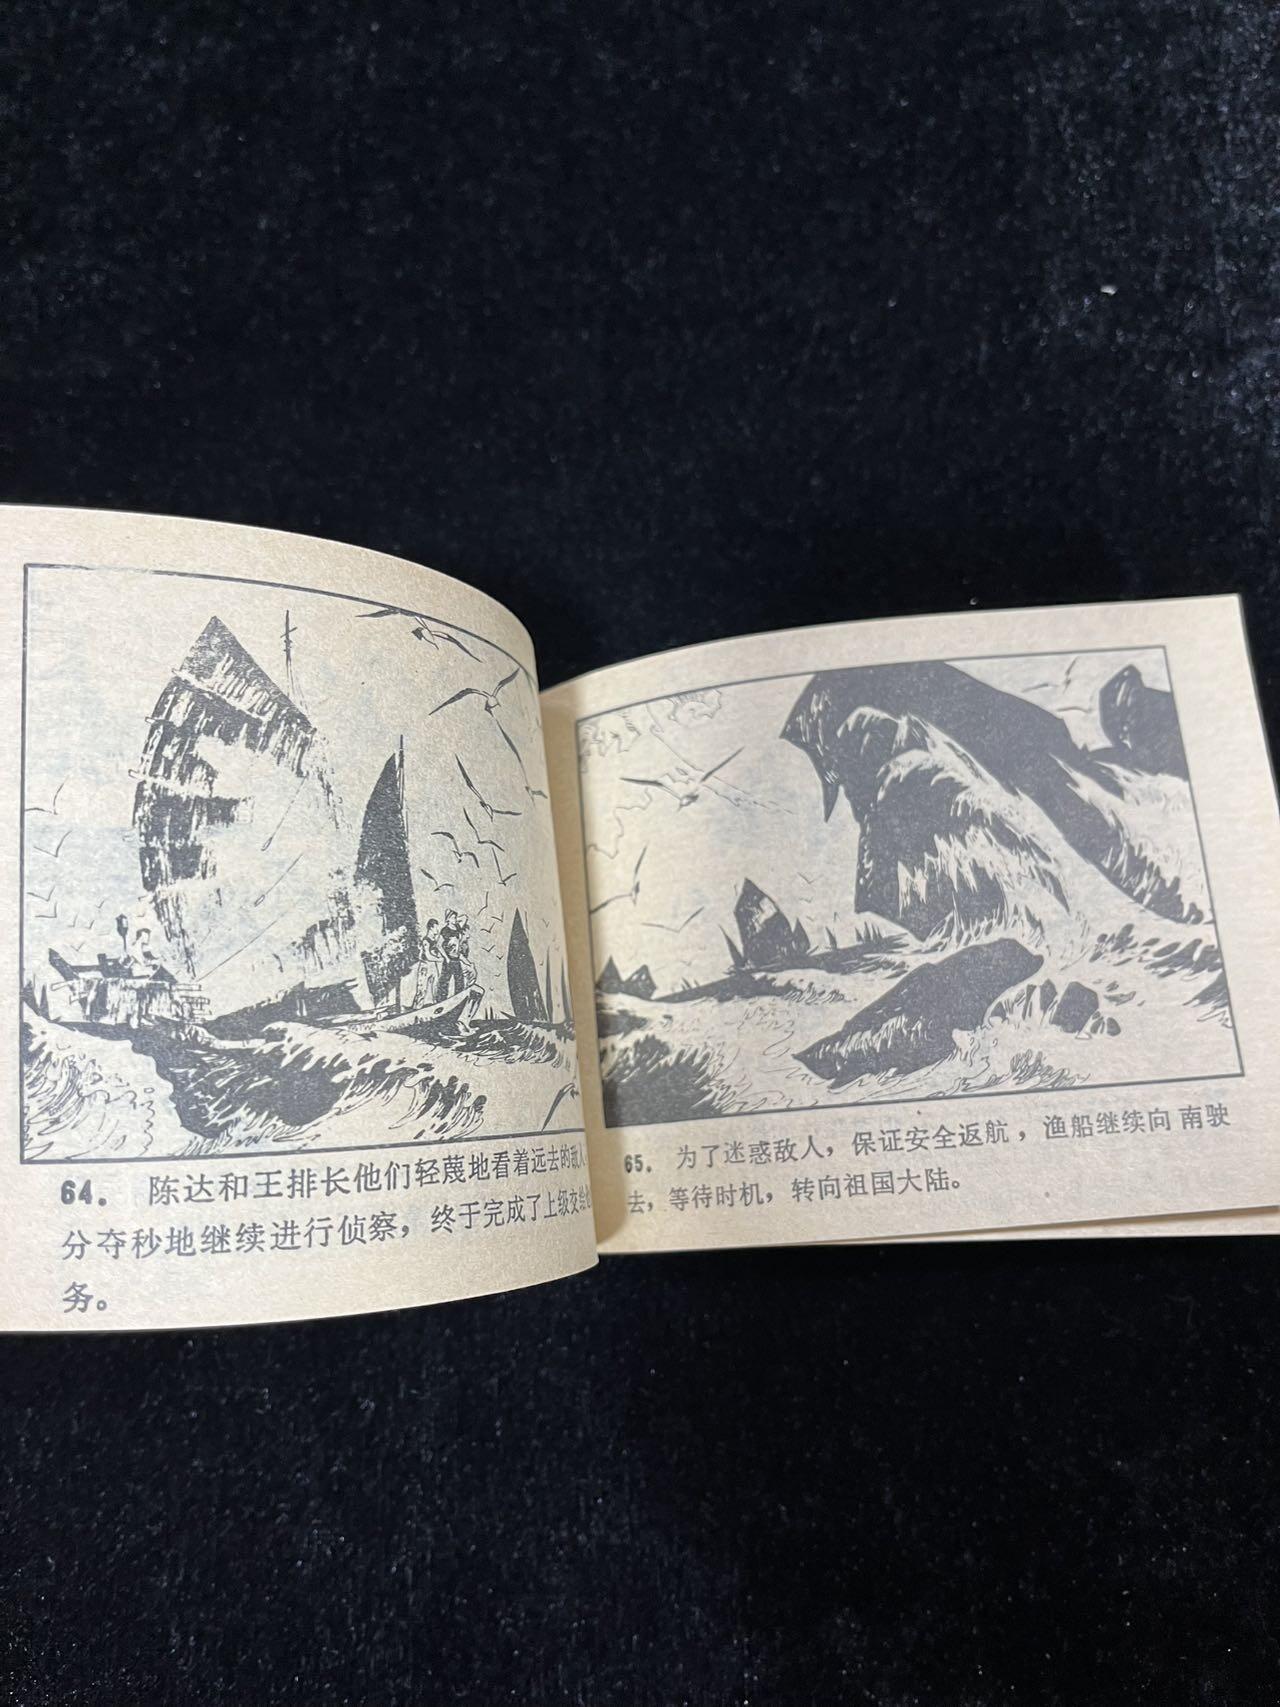 64. 陈达和王排长他们轻蔑地看着远去的敌人
分夺秒地继续进行侦察，终于完成了上级交给
务。
65. 为了迷惑敌人，保证安全返航，渔船继续向南驶
去，等待时机，转向祖国大陆。